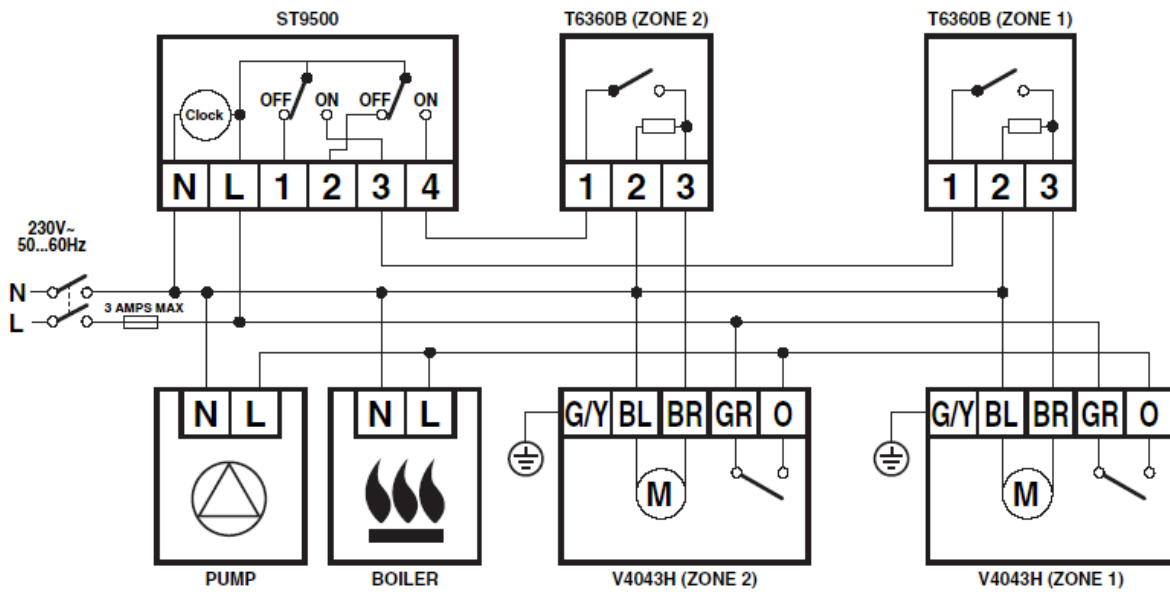 ST9500
T6360B (ZONE 2)
T6360B (ZONE 1)
Clock
OFF ON OFF ON
N L 1 2 3 4
1 2 3
1 2 3
230V~
50...60Hz
N
3 AMPS MAX
L
N L
N L
G/Y BL BR GR O
G/Y BL BR GR O
M
M
PUMP
BOILER
V4043H (ZONE 2)
V4043H (ZONE 1)